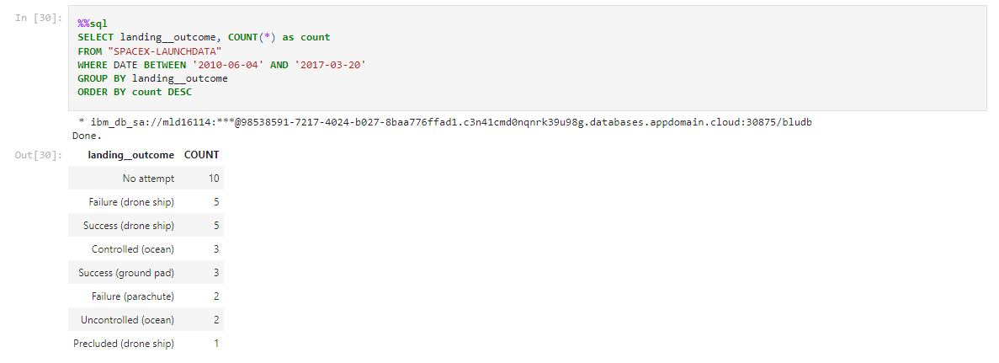 In [30]:
%%sql
SELECT landing__outcome, COUNT(*) as count
FROM "SPACEX-LAUNCHDATA"
WHERE DATE BETWEEN '2010-06-04' AND '2017-03-20'
GROUP BY landing__outcome
ORDER BY count DESC
* ibm_db_sa://mld16114:***@98538591-7217-4024-b027-8baa776ffad1.c3n41cmd0nqnrk39u98g.databases.appdomain.cloud:30875/bludb
Done.
Out[30]:
landing__outcome COUNT
No attempt 10
Failure (drone ship) 5
Success (drone ship) 5
Controlled (ocean) 3
Success (ground pad) 3
Failure (parachute) 2
Uncontrolled (ocean) 2
Precluded (drone ship) 1